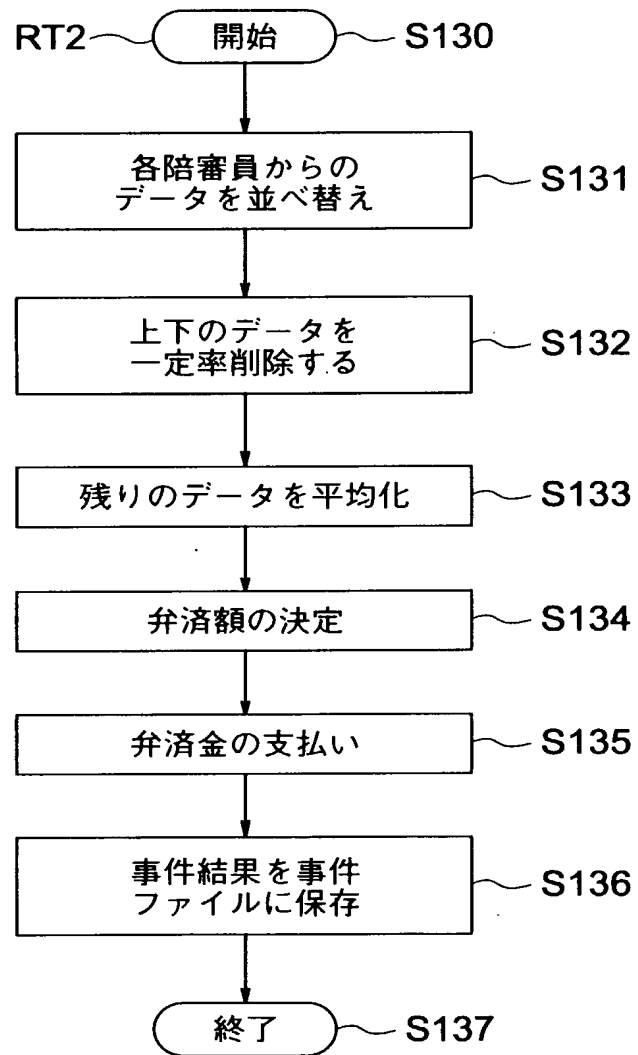 RT2 開始 S130
各陪審員からの
データを並べ替え S131
上下のデータを
一定率削除する S132
残りのデータを平均化 S133
弁済額の決定 S134
弁済金の支払い S135
事件結果を事件
ファイルに保存 S136
終了 S137